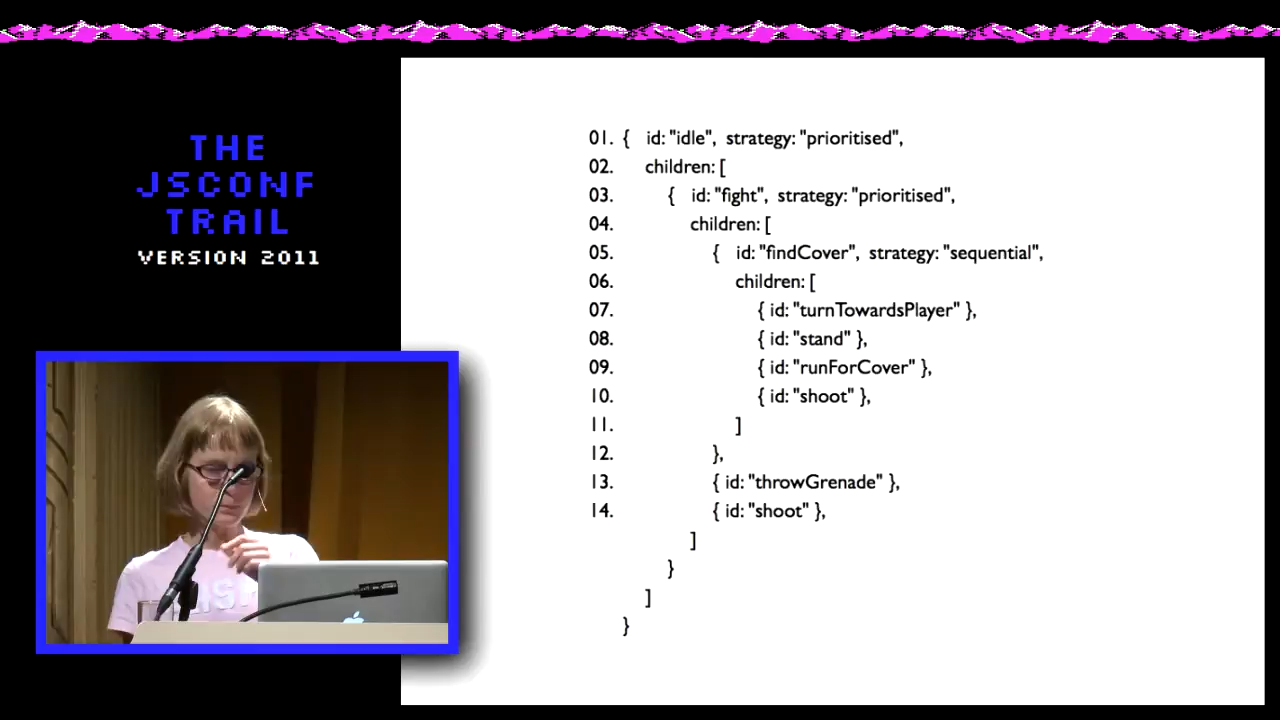 THE
JSCONF
TRAIL
VERSION 2011
01. { id: "idle", strategy: "prioritised",
02. children: [
03. { id: "fight", strategy: "prioritised",
04. children: [
05. { id: "findCover", strategy: "sequential",
06. children: [
07. { id: "turnTowardsPlayer" },
08. { id: "stand" },
09. { id: "runForCover" },
10. { id: "shoot" },
11. ]
12. },
13. { id: "throwGrenade" },
14. { id: "shoot" },
]
}
]
}